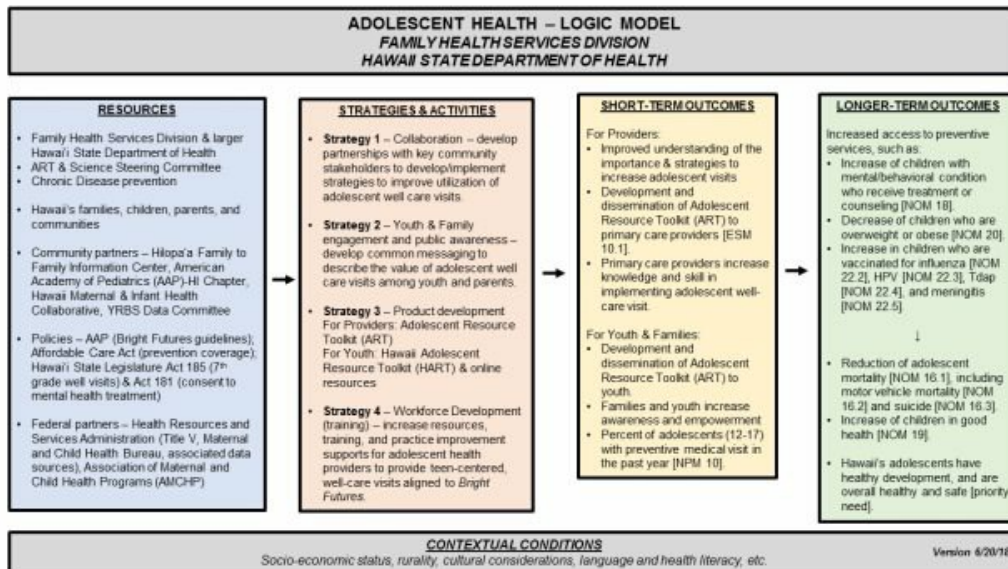 ADOLESCENT HEALTH – LOGIC MODEL
FAMILY HEALTH SERVICES DIVISION
HAWAII STATE DEPARTMENT OF HEALTH
RESOURCES
• Family Health Services Division & larger
Hawai'i State Department of Health
• ART & Science Steering Committee
• Chronic Disease prevention
• Hawaii's families, children, parents, and
communities
• Community partners – Hilopa'a Family to
Family Information Center, American
Academy of Pediatrics (AAP)-HI Chapter,
Hawaii Maternal & Infant Health
Collaborative, YRBS Data Committee
• Policies – AAP (Bright Futures guidelines);
Affordable Care Act (prevention coverage);
Hawai'i State Legislature Act 185 (7th
grade well visits) & Act 181 (consent to
mental health treatment)
• Federal partners – Health Resources and
Services Administration (Title V, Maternal
and Child Health Bureau, associated data
sources), Association of Maternal and
Child Health Programs (AMCHP)
STRATEGIES & ACTIVITIES
• Strategy 1 – Collaboration – develop
partnerships with key community
stakeholders to develop/implement
strategies to improve utilization of
adolescent well care visits.
• Strategy 2 – Youth & Family
engagement and public awareness –
develop common messaging to
describe the value of adolescent well
care visits among youth and parents.
• Strategy 3 – Product development
For Providers: Adolescent Resource
Toolkit (ART)
For Youth: Hawaii Adolescent
Resource Toolkit (HART) & online
resources
• Strategy 4 – Workforce Development
(training) – increase resources,
training, and practice improvement
supports for adolescent health
providers to provide teen-centered,
well-care visits aligned to Bright
Futures.
SHORT-TERM OUTCOMES
For Providers:
• Improved understanding of the
importance & strategies to
increase adolescent visits
• Development and
dissemination of Adolescent
Resource Toolkit (ART) to
primary care providers [ESM
10.1].
• Primary care providers increase
knowledge and skill in
implementing adolescent well-
care visit.
For Youth & Families:
• Development and
dissemination of Adolescent
Resource Toolkit (ART) to
youth.
• Families and youth increase
awareness and empowerment
• Percent of adolescents (12-17)
with preventive medical visit in
the past year [NPM 10].
LONGER-TERM OUTCOMES
Increased access to preventive
services, such as:
• Increase of children with
mental/behavioral condition
who receive treatment or
counseling [NOM 18].
• Decrease of children who are
overweight or obese [NOM 20].
• Increase in children who are
vaccinated for influenza [NOM
22.2], HPV [NOM 22.3], Tdap
[NOM 22.4], and meningitis
[NOM 22.5].
↓
• Reduction of adolescent
mortality [NOM 16.1], including
motor vehicle mortality [NOM
16.2] and suicide [NOM 16.3].
• Increase of children in good
health [NOM 19].
• Hawaii's adolescents have
healthy development, and are
overall healthy and safe [priority
need].
CONTEXTUAL CONDITIONS
Socio-economic status, rurality, cultural considerations, language and health literacy, etc.
Version 6/20/18